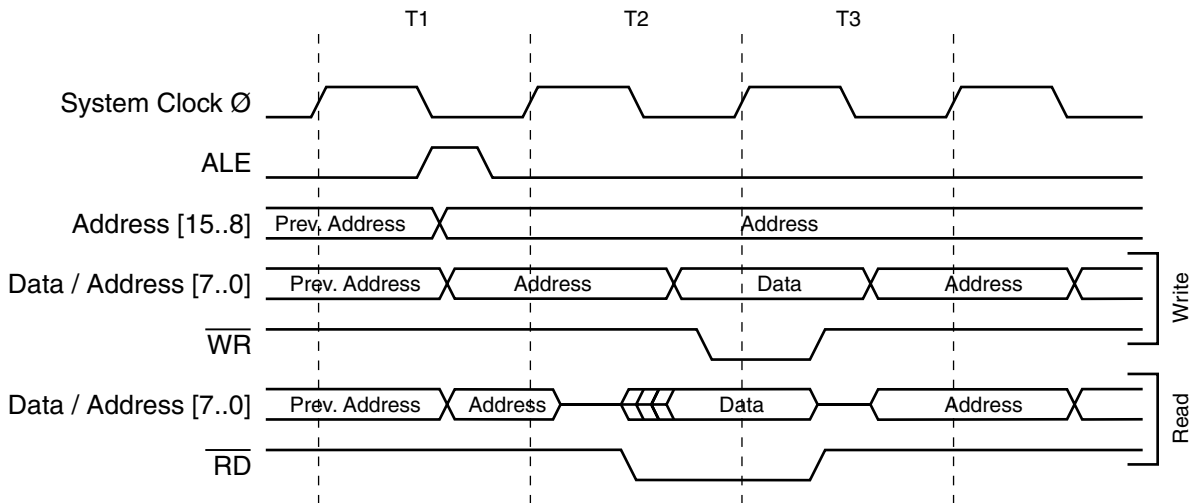 T1 T2 T3
System Clock Ø
ALE
Address [15..8] Prev. Address Address
Data / Address [7..0] Prev. Address Address Data Address
WR
Write
Data / Address [7..0] Prev. Address Address Data Address
RD
Read